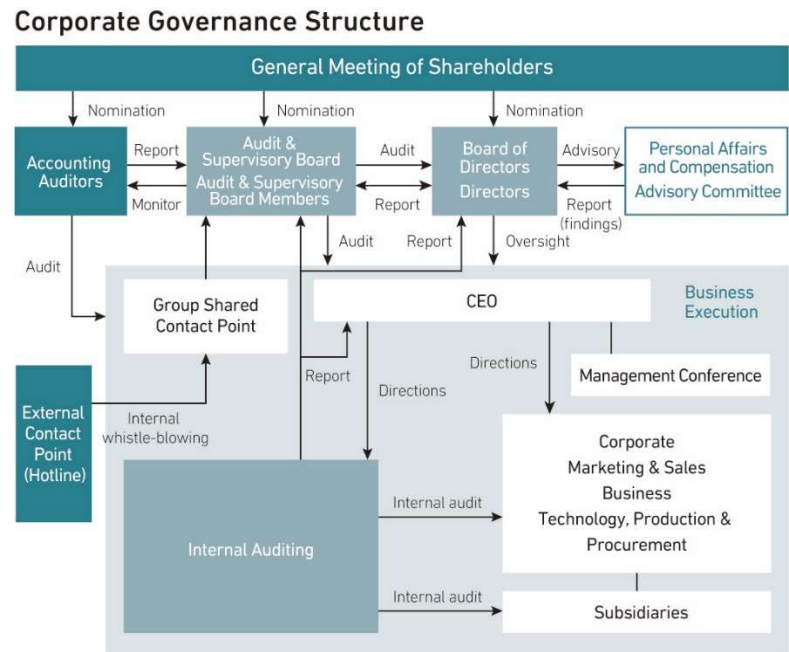 Corporate Governance Structure
General Meeting of Shareholders
Nomination
Nomination
Nomination
Accounting
Auditors
Report
Monitor
Audit &
Supervisory Board
Audit & Supervisory
Board Members
Audit
Report
Board of
Directors
Directors
Advisory
Report
(findings)
Personal Affairs
and Compensation
Advisory Committee
Audit
Audit
Report
Oversight
Group Shared
Contact Point
CEO
Business
Execution
External
Contact
Point
(Hotline)
Internal
whistle-blowing
Report
Directions
Directions
Management Conference
Internal Auditing
Internal audit
Internal audit
Corporate
Marketing & Sales
Business
Technology, Production &
Procurement
Subsidiaries